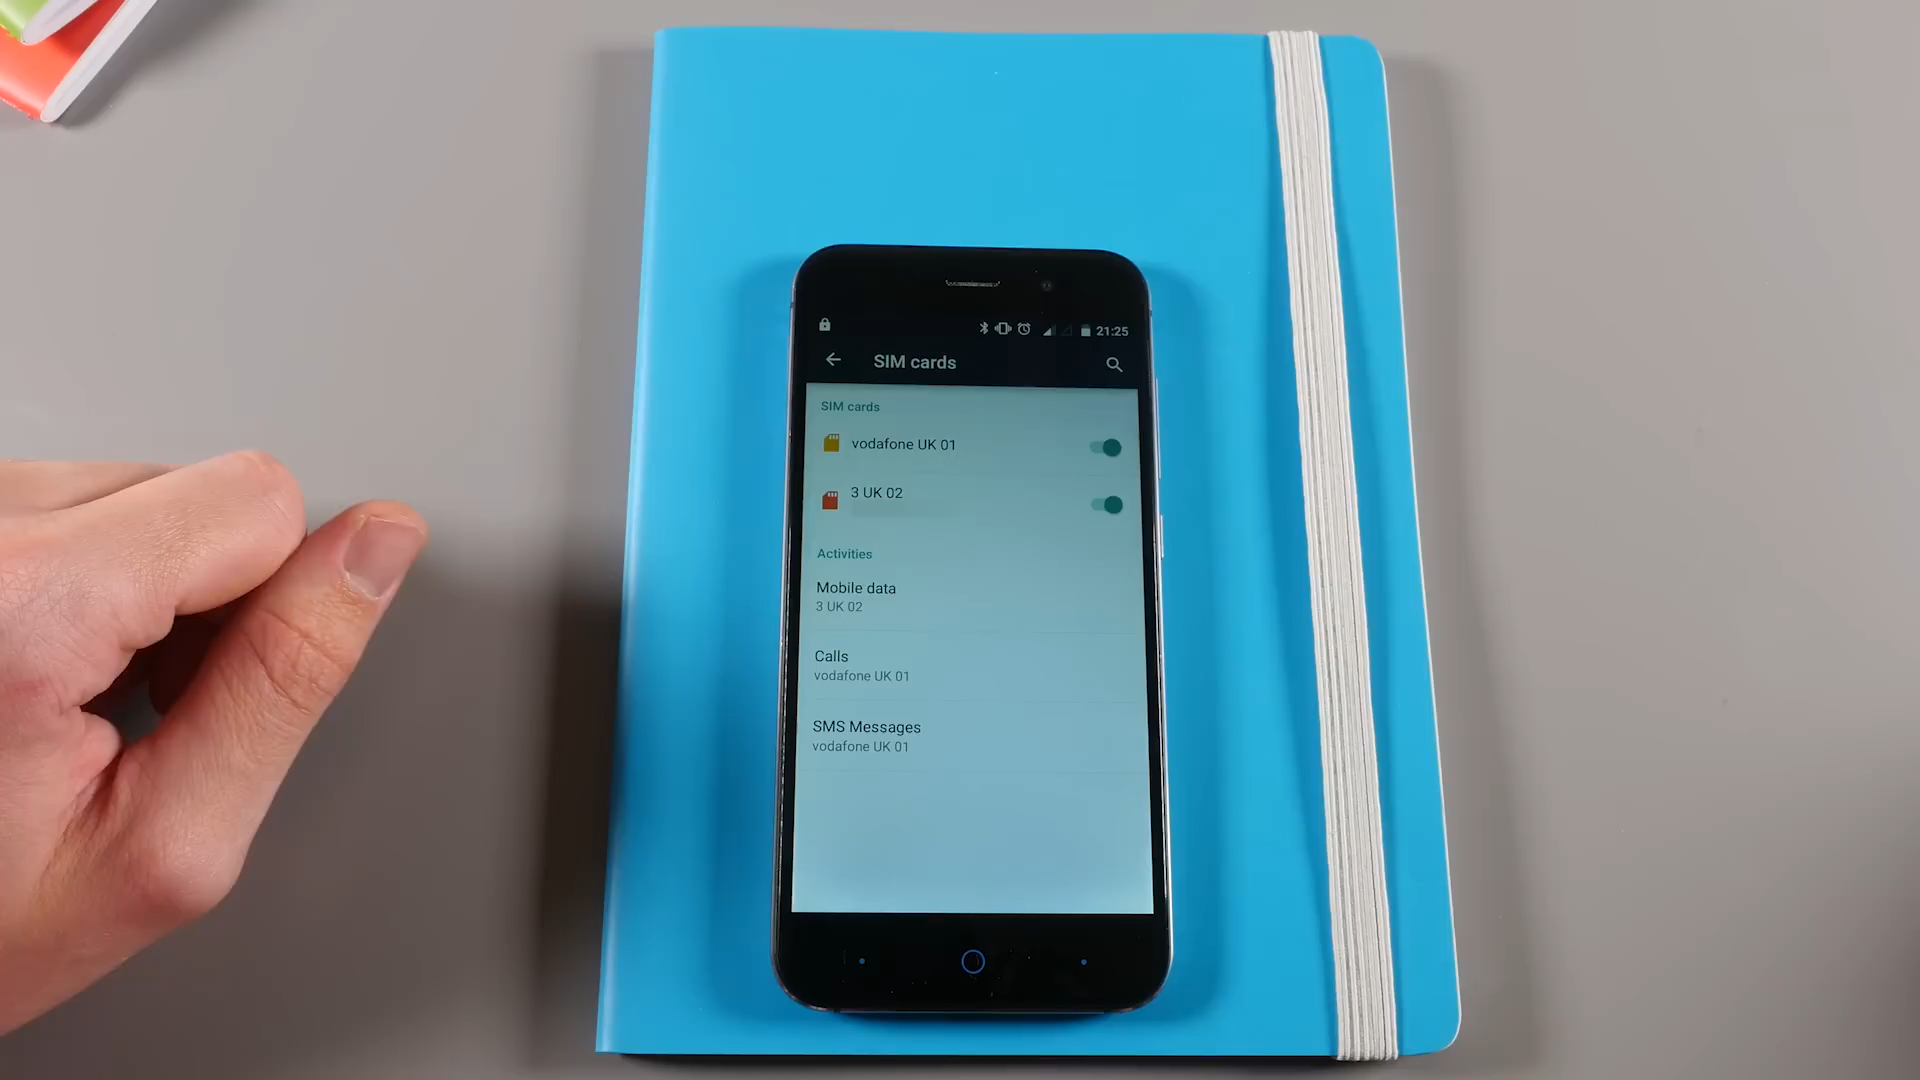 21:25
SIM cards
SIM cards
vodafone UK 01
3 UK 02
Activities
Mobile data
3 UK 02
Calls
vodafone UK 01
SMS Messages
vodafone UK 01